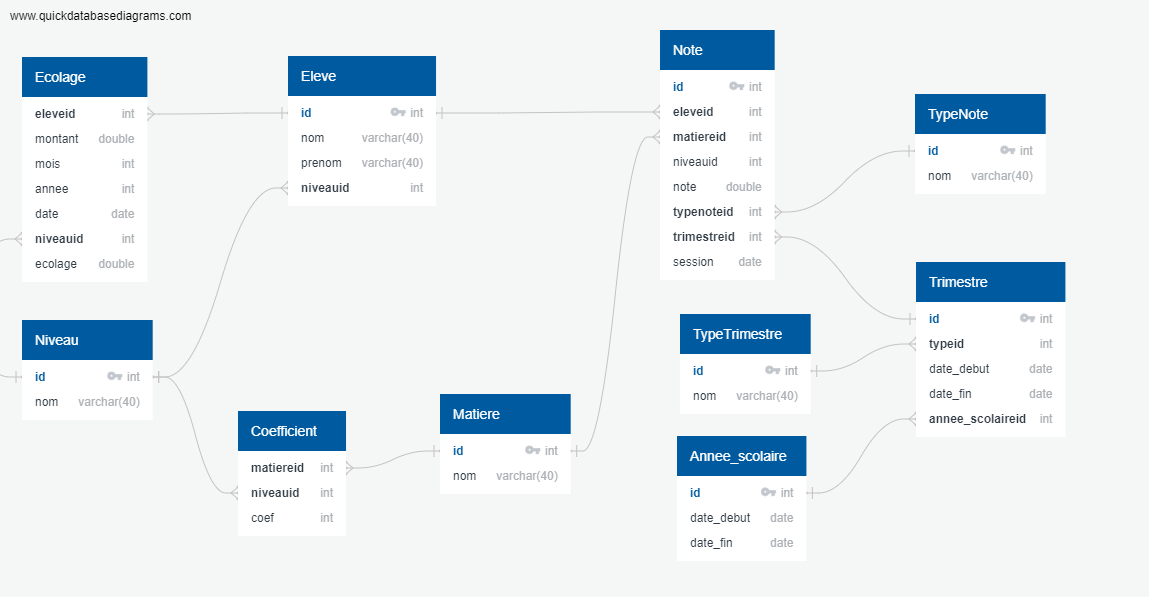 www.quickdatabasediagrams.com
Ecolage
eleveid int
montant double
mois int
annee int
date date
niveauid int
ecolage double
Eleve
id int
nom varchar(40)
prenom varchar(40)
niveauid int
Note
id int
eleveid int
matiereid int
niveauid int
note double
typenoteid int
trimestreid int
session date
TypeNote
id int
nom varchar(40)
Trimestre
id int
typeid int
date_debut date
date_fin date
annee_scolaireid int
Niveau
id int
nom varchar(40)
TypeTrimestre
id int
nom varchar(40)
Coefficient
matiereid int
niveauid int
coef int
Matiere
id int
nom varchar(40)
Annee_scolaire
id int
date_debut date
date_fin date